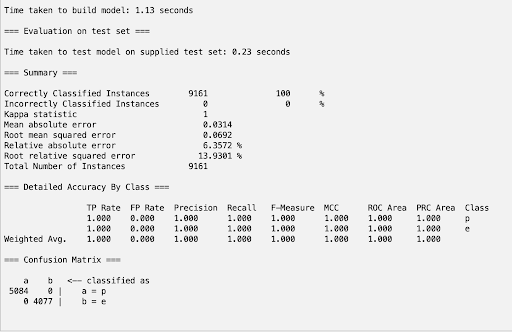 Time taken to build model: 1.13 seconds
=== Evaluation on test set ===
Time taken to test model on supplied test set: 0.23 seconds
=== Summary ===
Correctly Classified Instances 9161 100 %
Incorrectly Classified Instances 0 0 %
Kappa statistic 1
Mean absolute error 0.0314
Root mean squared error 0.0692
Relative absolute error 6.3572 %
Root relative squared error 13.9301 %
Total Number of Instances 9161
=== Detailed Accuracy By Class ===
TP Rate FP Rate Precision Recall F-Measure MCC ROC Area PRC Area Class
1.000 0.000 1.000 1.000 1.000 1.000 1.000 1.000 p
1.000 0.000 1.000 1.000 1.000 1.000 1.000 1.000 e
Weighted Avg. 1.000 0.000 1.000 1.000 1.000 1.000 1.000 1.000
=== Confusion Matrix ===
a b <-- classified as
5084 0 | a = p
0 4077 | b = e